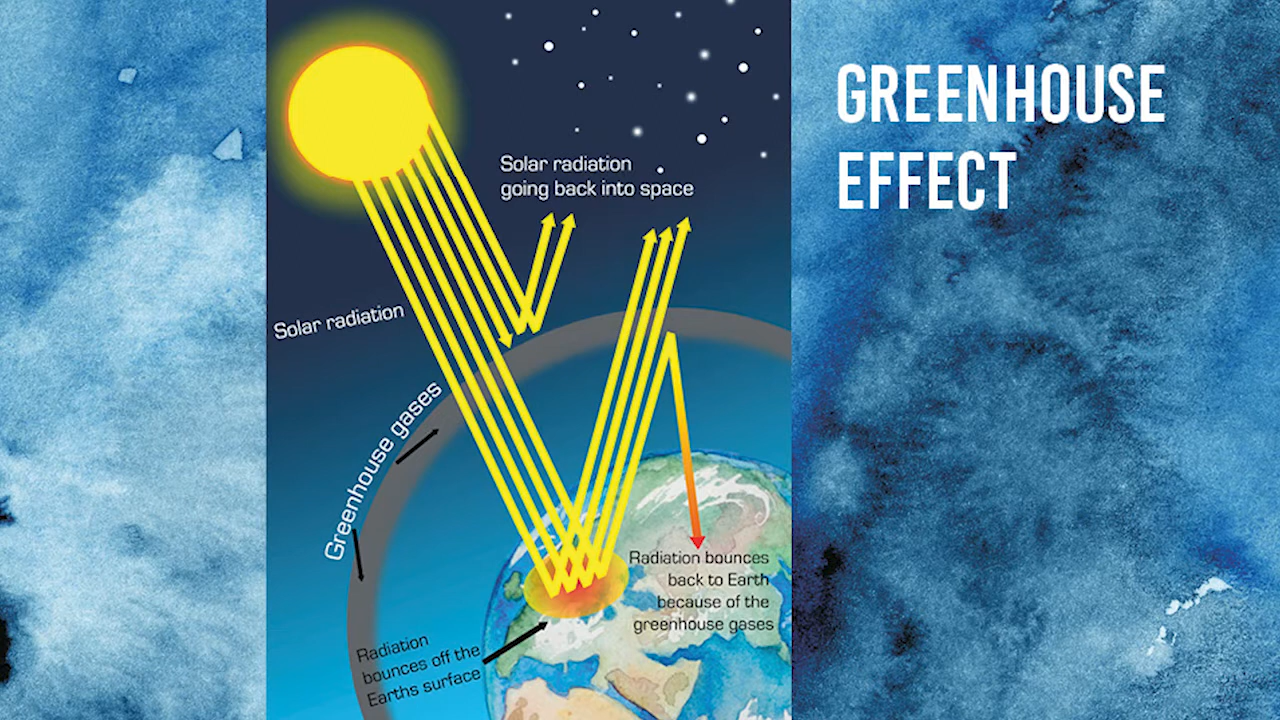 GREENHOUSE
EFFECT
Solar radiation
going back into space
Solar radiation
Greenhouse gases
Radiation bounces
back to Earth
because of the
greenhouse gases
Radiation
bounces off the
Earths surface